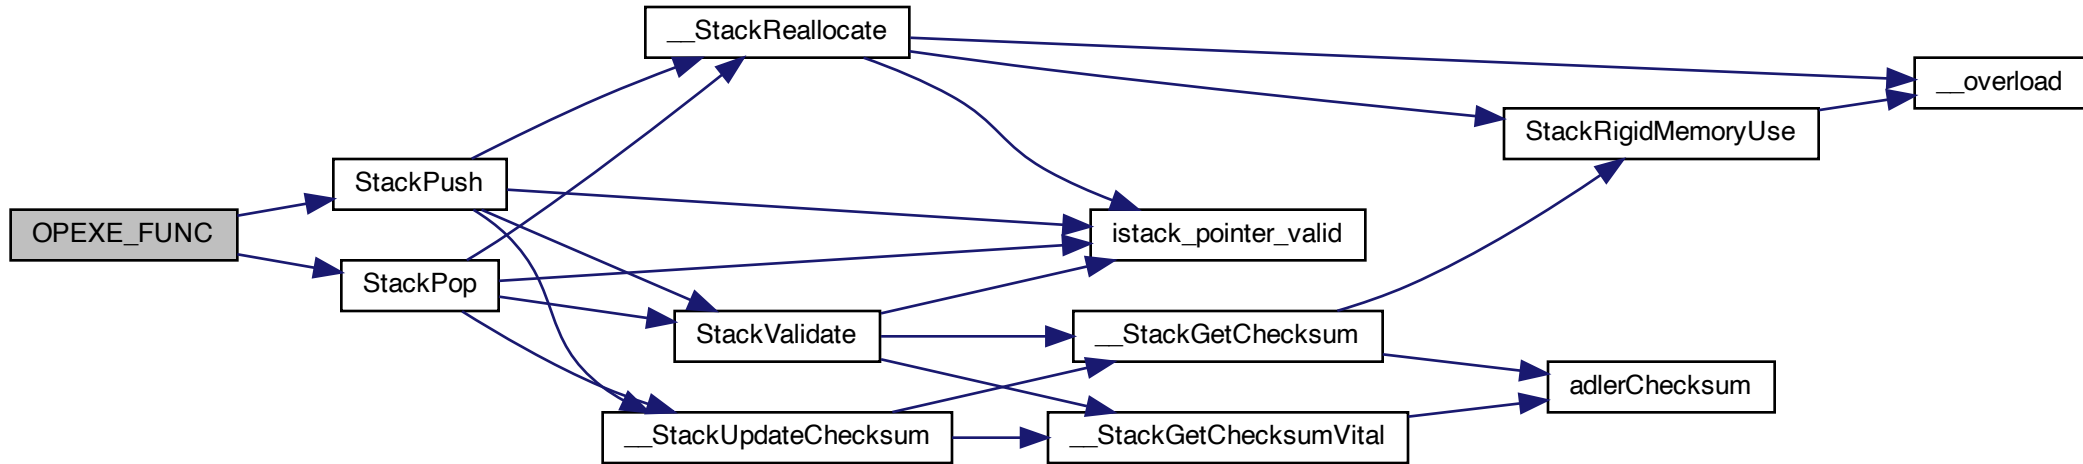 OPEXE_FUNC
StackPush
StackPop
__StackReallocate
StackValidate
__StackUpdateChecksum
istack_pointer_valid
__StackGetChecksum
__StackGetChecksumVital
StackRigidMemoryUse
adlerChecksum
__overload